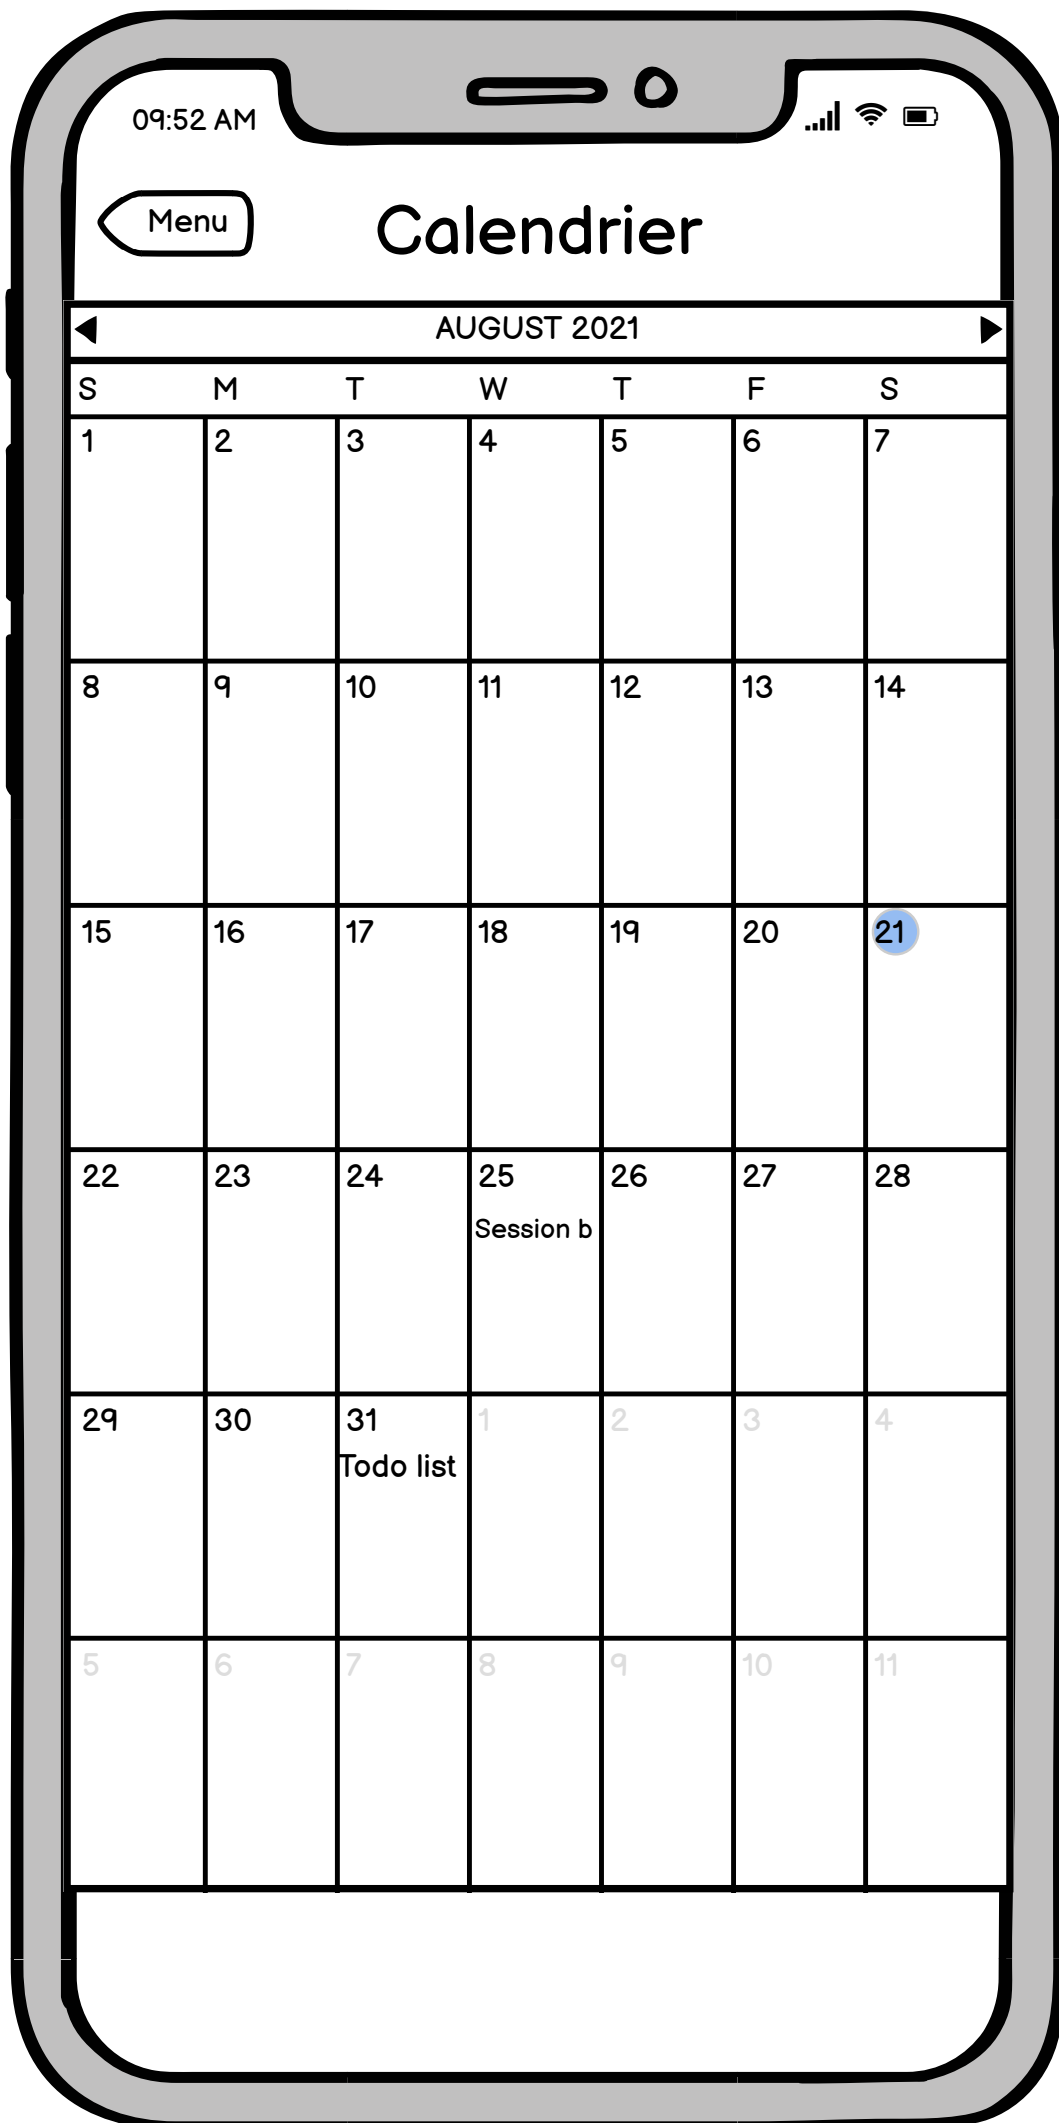 09:52 AM
Menu
Calendrier
AUGUST 2021
S M T W T F S
1 2 3 4 5 6 7
8 9 10 11 12 13 14
15 16 17 18 19 20 21
22 23 24 25 26 27 28
Session b
29 30 31 1 2 3 4
Todo list
5 6 7 8 9 10 11